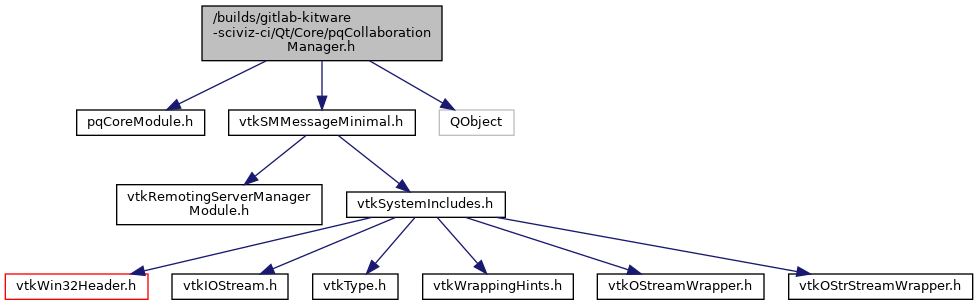 /builds/gitlab-kitware
-sciviz-ci/Qt/Core/pqCollaboration
Manager.h
pqCoreModule.h
vtkSMMessageMinimal.h
QObject
vtkRemotingServerManager
Module.h
vtkSystemIncludes.h
vtkWin32Header.h
vtkIOStream.h
vtkType.h
vtkWrappingHints.h
vtkOStreamWrapper.h
vtkOStrStreamWrapper.h